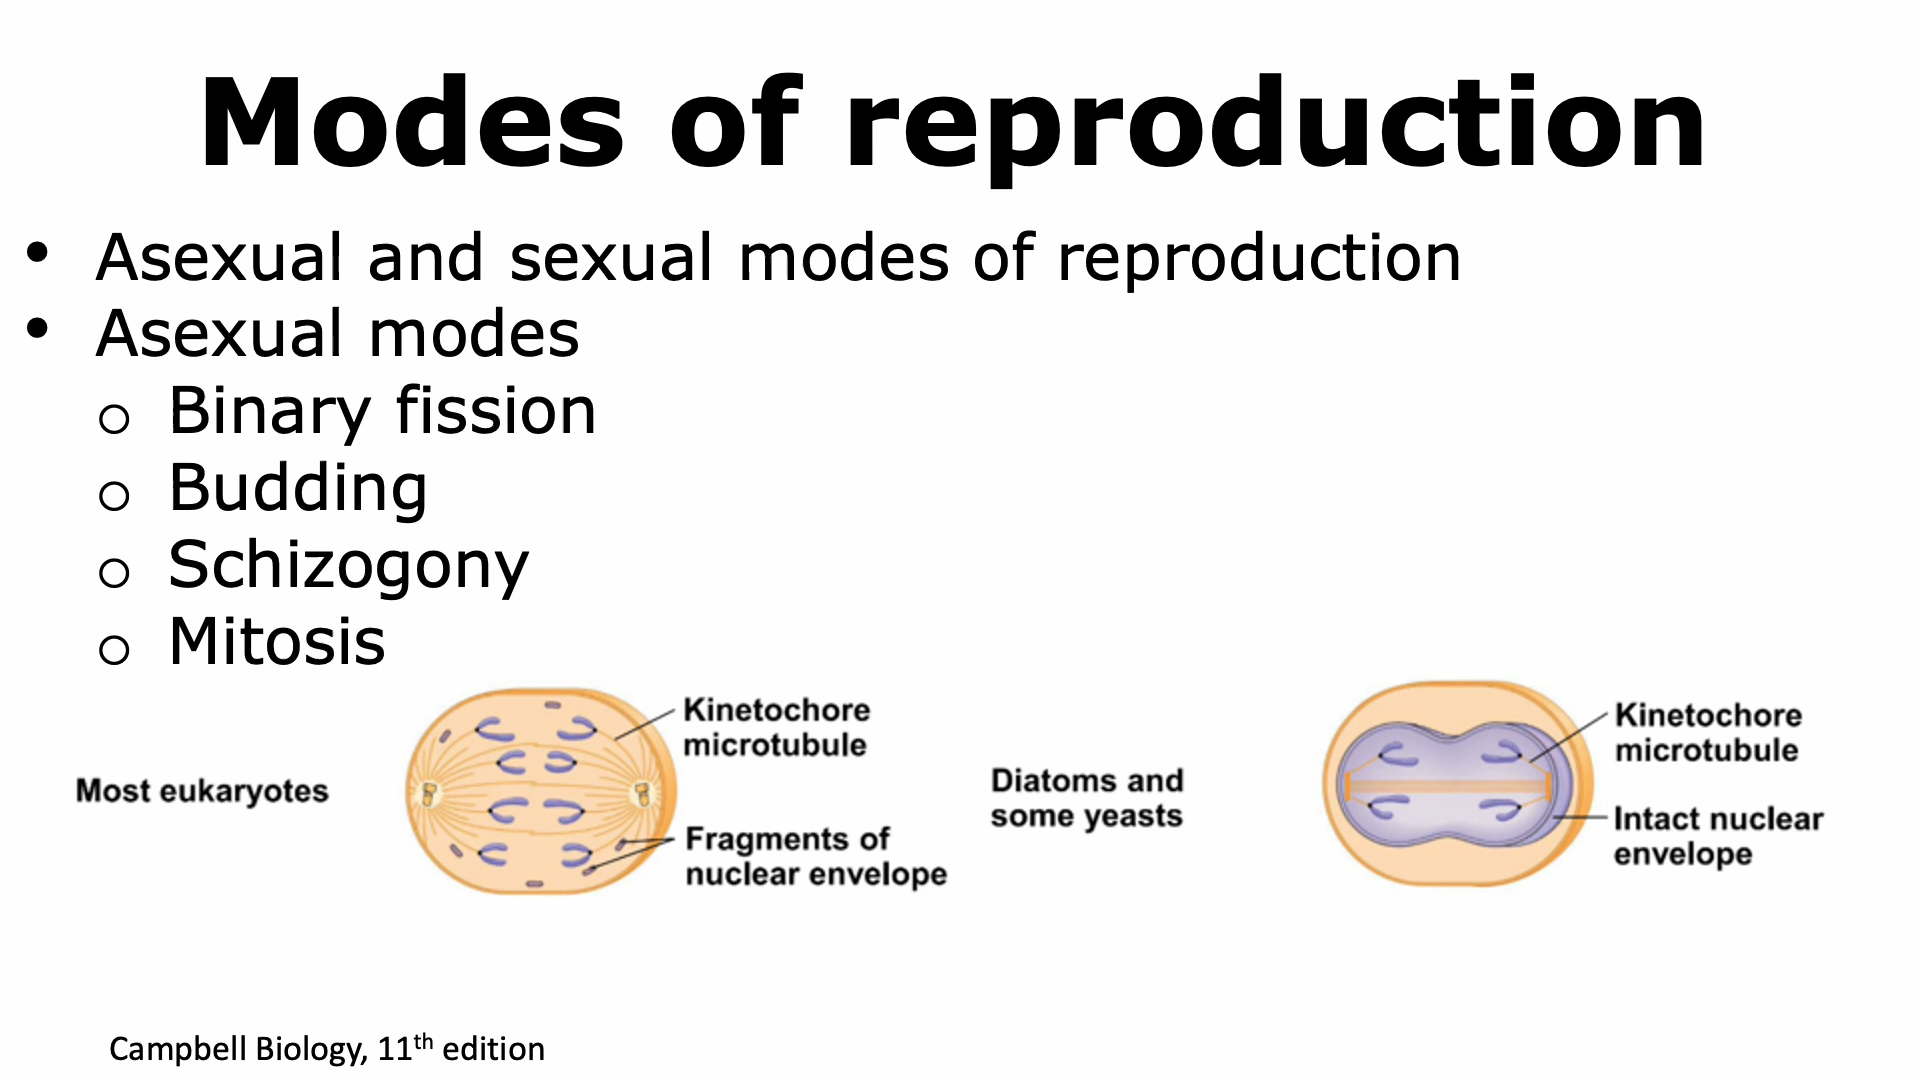 Modes of reproduction
• Asexual and sexual modes of reproduction
• Asexual modes
o Binary fission
o Budding
o Schizogony
o Mitosis
Most eukaryotes
Kinetochore
microtubule
Fragments of
nuclear envelope
Diatoms and
some yeasts
Kinetochore
microtubule
Intact nuclear
envelope
Campbell Biology, 11th edition